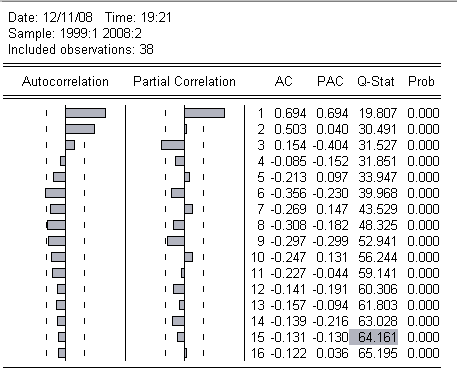 Date: 12/11/08 Time: 19:21
Sample: 1999:1 2008:2
Included observations: 38
Autocorrelation Partial Correlation AC PAC Q-Stat Prob
1 0.694 0.694 19.807 0.000
2 0.503 0.040 30.491 0.000
3 0.154 -0.404 31.527 0.000
4 -0.085 -0.152 31.851 0.000
5 -0.213 0.097 33.947 0.000
6 -0.356 -0.230 39.968 0.000
7 -0.269 0.147 43.529 0.000
8 -0.308 -0.182 48.325 0.000
9 -0.297 -0.299 52.941 0.000
10 -0.247 0.131 56.244 0.000
11 -0.227 -0.044 59.141 0.000
12 -0.141 -0.191 60.306 0.000
13 -0.157 -0.094 61.803 0.000
14 -0.139 -0.216 63.028 0.000
15 -0.131 -0.130 64.161 0.000
16 -0.122 0.036 65.195 0.000